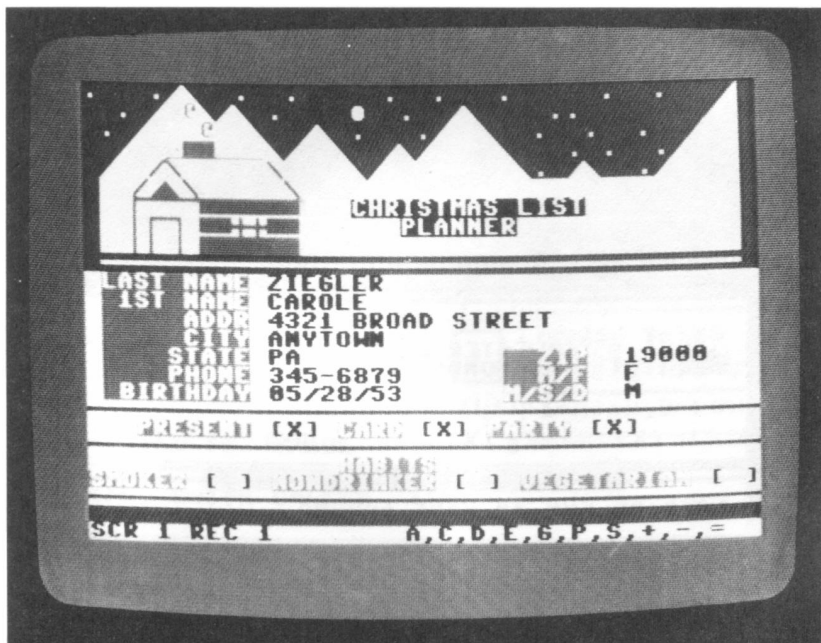 CHRISTMAS LIST
PLANNER
LAST NAME ZIEGLER
1ST NAME CAROLE
ADDR 4321 BROAD STREET
CITY ANYTOWN
STATE PA ZIP 19000
PHONE 345-6879 M/F F
BIRTHDAY 05/28/53 M/S/D M
PRESENT [X] CARD [X] PARTY [X]
HABITS
SMOKER [ ] NONDRINKER [ ] VEGETARIAN [ ]
SCR 1 REC 1 A,C,D,E,G,P,S,+,-,=